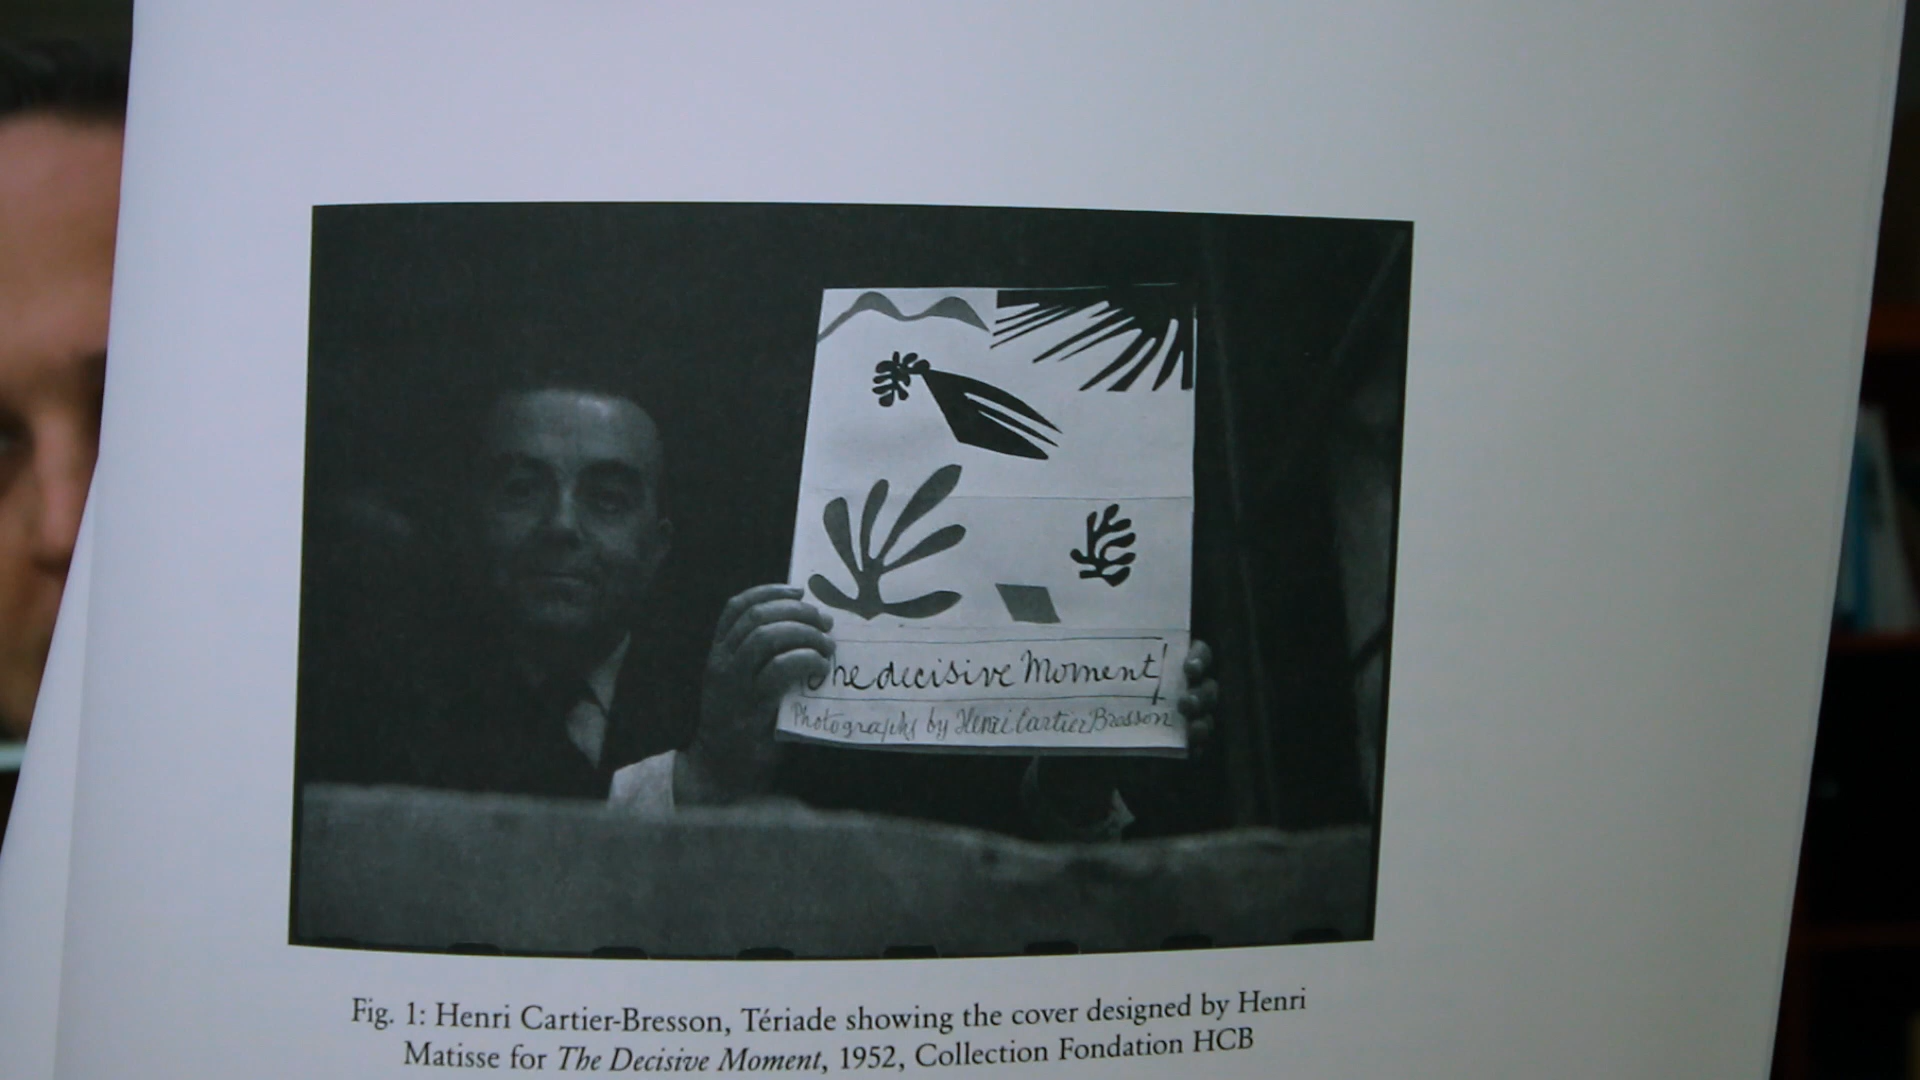 The decisive Moment
Photographs by Henri Cartier Bresson
Fig. 1: Henri Cartier-Bresson, Tériade showing the cover designed by Henri
Matisse for The Decisive Moment, 1952, Collection Fondation HCB